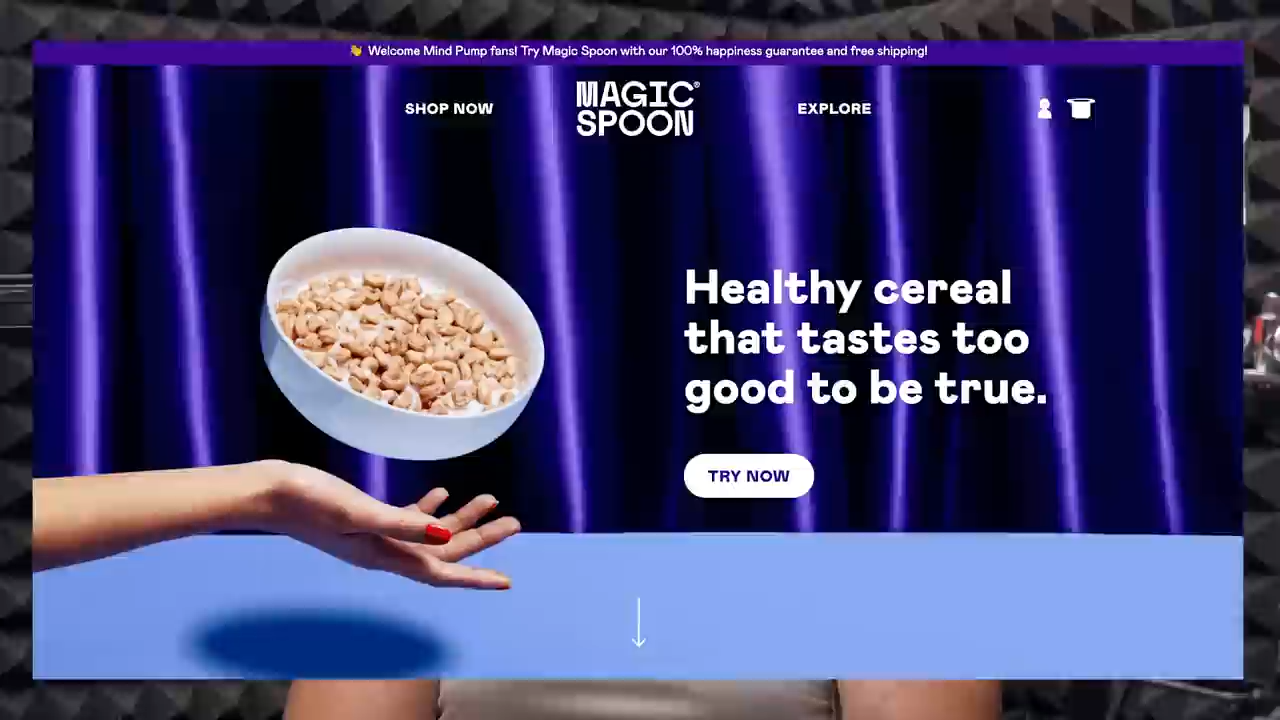 👋 Welcome Mind Pump fans! Try Magic Spoon with our 100% happiness guarantee and free shipping!
SHOP NOW
MAGIC®
SPOON
EXPLORE
Healthy cereal
that tastes too
good to be true.
TRY NOW